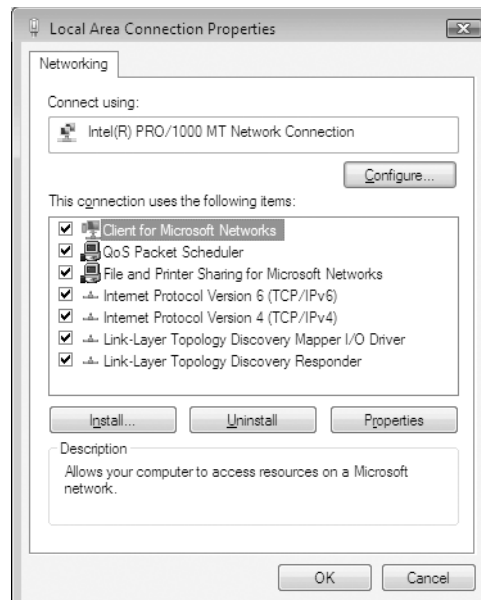 Local Area Connection Properties
Networking
Connect using:
Intel(R) PRO/1000 MT Network Connection
Configure...
This connection uses the following items:
Client for Microsoft Networks
QoS Packet Scheduler
File and Printer Sharing for Microsoft Networks
Internet Protocol Version 6 (TCP/IPv6)
Internet Protocol Version 4 (TCP/IPv4)
Link-Layer Topology Discovery Mapper I/O Driver
Link-Layer Topology Discovery Responder
Install... Uninstall Properties
Description
Allows your computer to access resources on a Microsoft
network.
OK Cancel